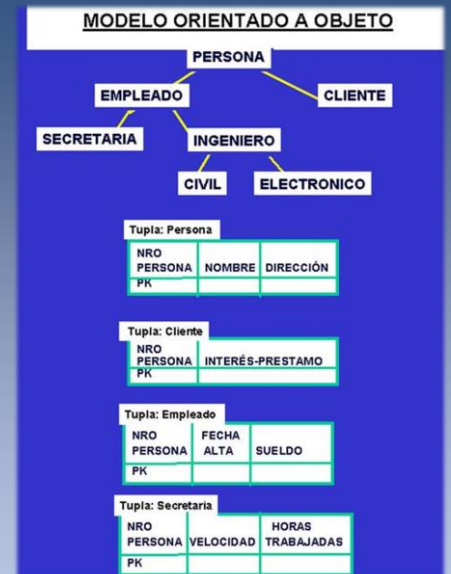 MODELO ORIENTADO A OBJETO
PERSONA
EMPLEADO
CLIENTE
SECRETARIA
INGENIERO
CIVIL
ELECTRONICO
Tupla: Persona
NRO
PERSONA NOMBRE DIRECCIÓN
PK
Tupla: Cliente
NRO
PERSONA INTERÉS-PRESTAMO
PK
Tupla: Empleado
NRO FECHA
PERSONA ALTA SUELDO
PK
Tupla: Secretaria
NRO HORAS
PERSONA VELOCIDAD TRABAJADAS
PK